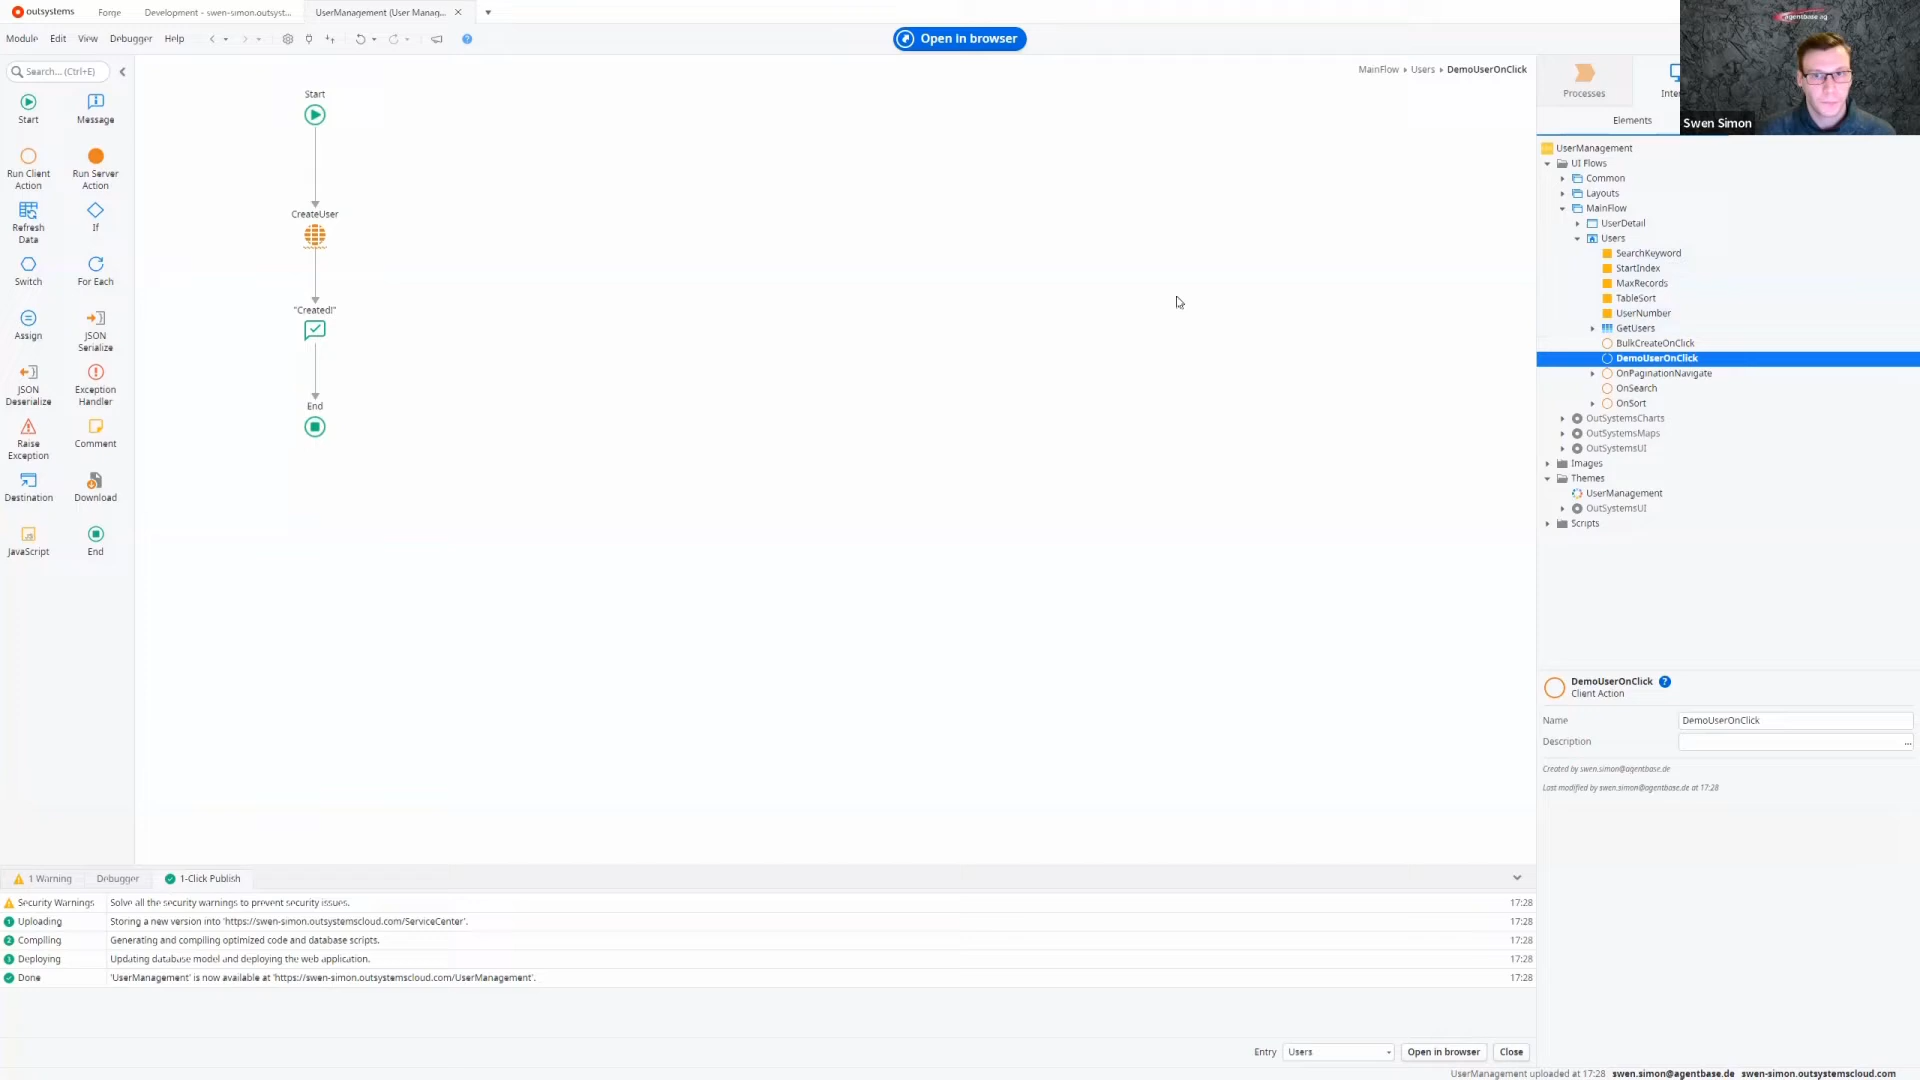 outsystems
Forge
Development - swen-simon.outsyst...
UserManagement (User Manag...
Module
Edit
View
Debugger
Help
Open in browser
agentbase ag
Swen Simon
Search... (Ctrl+E)
Start
Message
Run Client
Action
Run Server
Action
Refresh
Data
If
Switch
For Each
Assign
JSON
Serialize
JSON
Deserialize
Exception
Handler
Raise
Exception
Comment
Destination
Download
JavaScript
End
MainFlow
Users
DemoUserOnClick
Start
CreateUser
"Created!"
End
Processes
Inte
Elements
UserManagement
UI Flows
Common
Layouts
MainFlow
UserDetail
Users
SearchKeyword
StartIndex
MaxRecords
TableSort
UserNumber
GetUsers
BulkCreateOnClick
DemoUserOnClick
OnPaginationNavigate
OnSearch
OnSort
OutSystemsCharts
OutSystemsMaps
OutSystemsUI
Images
Themes
UserManagement
OutSystemsUI
Scripts
DemoUserOnClick
Client Action
Name
DemoUserOnClick
Description
...
Created by swen.simon@agentbase.de
Last modified by swen.simon@agentbase.de at 17:28
1 Warning
Debugger
1-Click Publish
Security Warnings
Solve all the security warnings to prevent security issues.
17:28
1
Uploading
Storing a new version into 'https://swen-simon.outsystemscloud.com/ServiceCenter'.
17:28
2
Compiling
Generating and compiling optimized code and database scripts.
17:28
3
Deploying
Updating database model and deploying the web application.
17:28
Done
'UserManagement' is now available at 'https://swen-simon.outsystemscloud.com/UserManagement'.
17:28
Entry
Users
Open in browser
Close
UserManagement uploaded at 17:28
swen.simon@agentbase.de
swen-simon.outsystemscloud.com